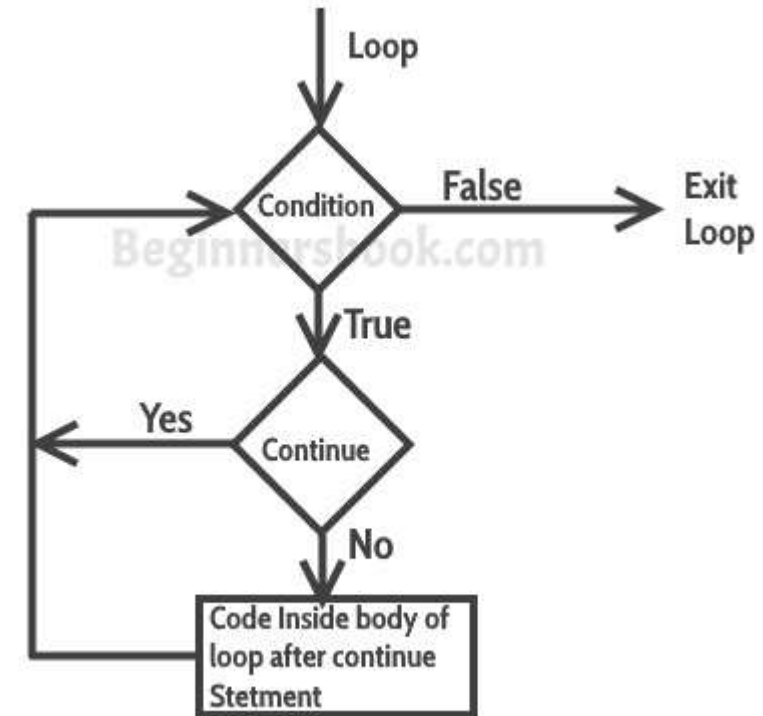 Loop
Condition
False
Exit
Loop
Beginnersbook.com
True
Yes
Continue
No
Code Inside body of
loop after continue
Stetment